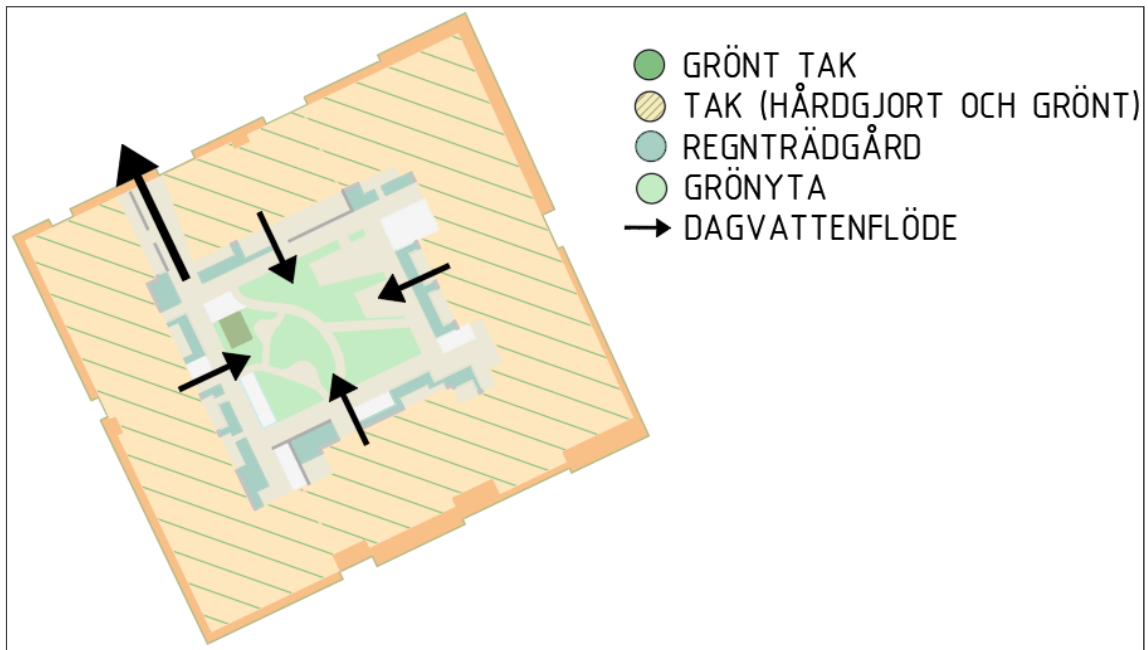 GRÖNT TAK
TAK (HÅRDGJORT OCH GRÖNT)
REGNTRÄDGÅRD
GRÖNYTA
DAGVATTENFLÖDE